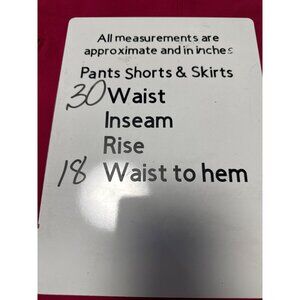 All measurements are
approximate and in inches
Pants Shorts & Skirts
30 Waist
Inseam
Rise
18 Waist to hem